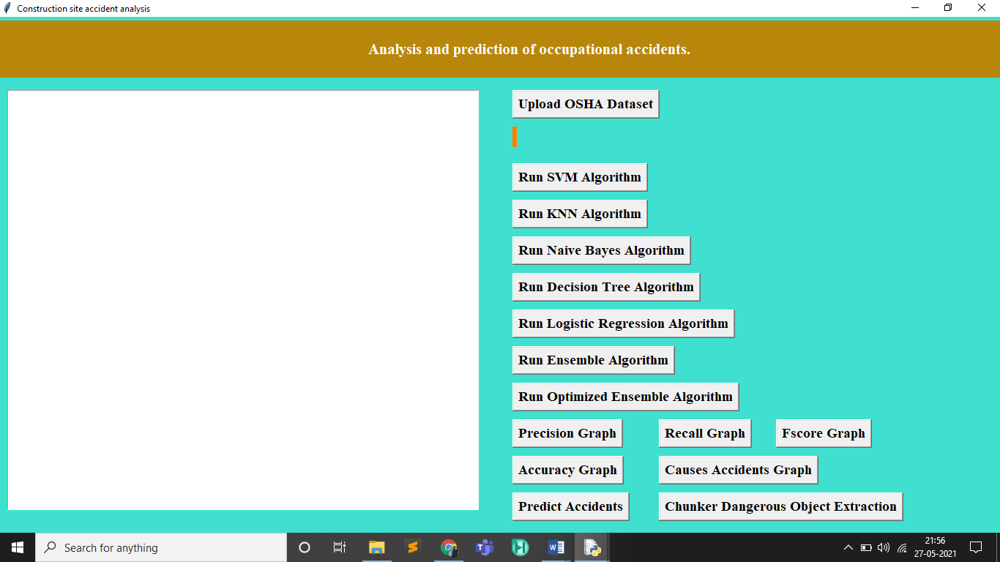 Construction site accident analysis
Analysis and prediction of occupational accidents.
Upload OSHA Dataset
Run SVM Algorithm
Run KNN Algorithm
Run Naive Bayes Algorithm
Run Decision Tree Algorithm
Run Logistic Regression Algorithm
Run Ensemble Algorithm
Run Optimized Ensemble Algorithm
Precision Graph Recall Graph Fscore Graph
Accuracy Graph Causes Accidents Graph
Predict Accidents Chunker Dangerous Object Extraction
Search for anything
21:56
27-05-2021